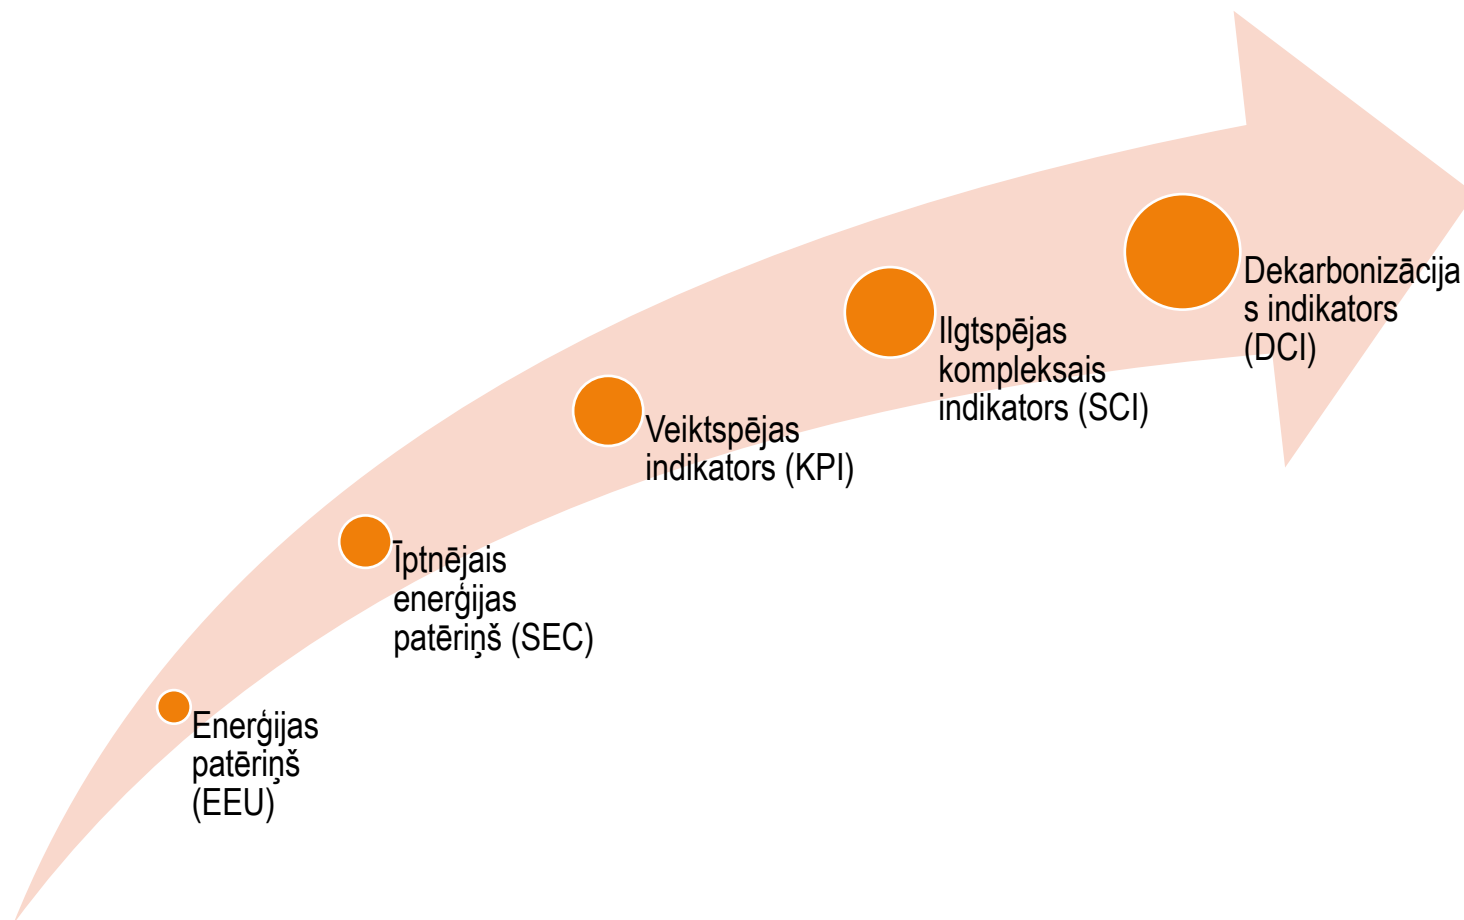 Enerģijas
patēriņš
(EEU)
Īptnējais
enerģijas
patēriņš (SEC)
Veiktspējas
indikators (KPI)
Ilgtspējas
kompleksais
indikators (SCI)
Dekarbonizācija
s indikators
(DCI)